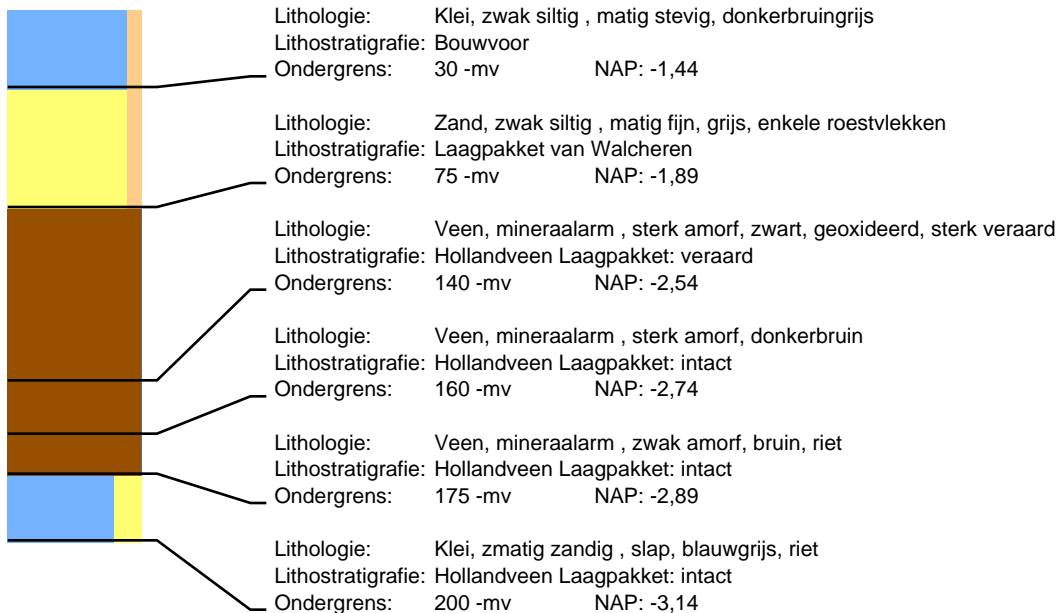 Lithologie: Klei, zwak siltig , matig stevig, donkerbruingrijs
Lithostratigrafie: Bouwvoor
Ondergrens: 30 -mv NAP: -1,44
Lithologie: Zand, zwak siltig , matig fijn, grijs, enkele roestvlekken
Lithostratigrafie: Laagpakket van Walcheren
Ondergrens: 75 -mv NAP: -1,89
Lithologie: Veen, mineraalarm , sterk amorf, zwart, geoxideerd, sterk veraard
Lithostratigrafie: Hollandveen Laagpakket: veraard
Ondergrens: 140 -mv NAP: -2,54
Lithologie: Veen, mineraalarm , sterk amorf, donkerbruin
Lithostratigrafie: Hollandveen Laagpakket: intact
Ondergrens: 160 -mv NAP: -2,74
Lithologie: Veen, mineraalarm , zwak amorf, bruin, riet
Lithostratigrafie: Hollandveen Laagpakket: intact
Ondergrens: 175 -mv NAP: -2,89
Lithologie: Klei, zmatig zandig , slap, blauwgrijs, riet
Lithostratigrafie: Hollandveen Laagpakket: intact
Ondergrens: 200 -mv NAP: -3,14